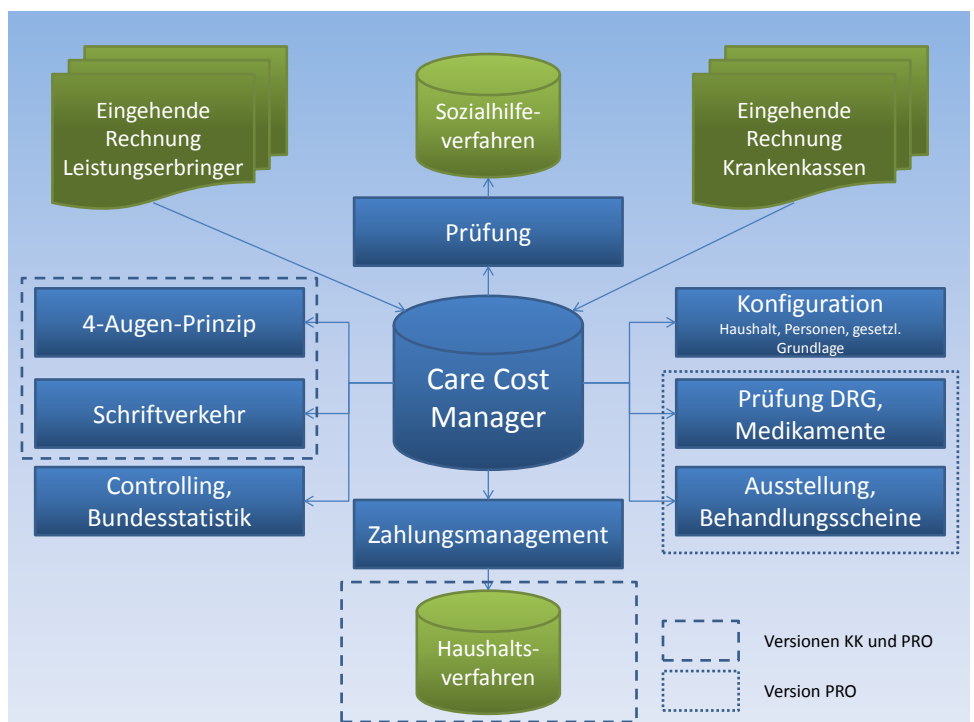 Eingehende
Rechnung
Leistungserbringer
Sozialhilfe-
verfahren
Eingehende
Rechnung
Krankenkassen
Prüfung
4-Augen-Prinzip
Schriftverkehr
Controlling,
Bundesstatistik
Care Cost
Manager
Konfiguration
Haushalt, Personen, gesetzl.
Grundlage
Prüfung DRG,
Medikamente
Ausstellung,
Behandlungsscheine
Zahlungsmanagement
Haushalts-
verfahren
Versionen KK und PRO
Version PRO